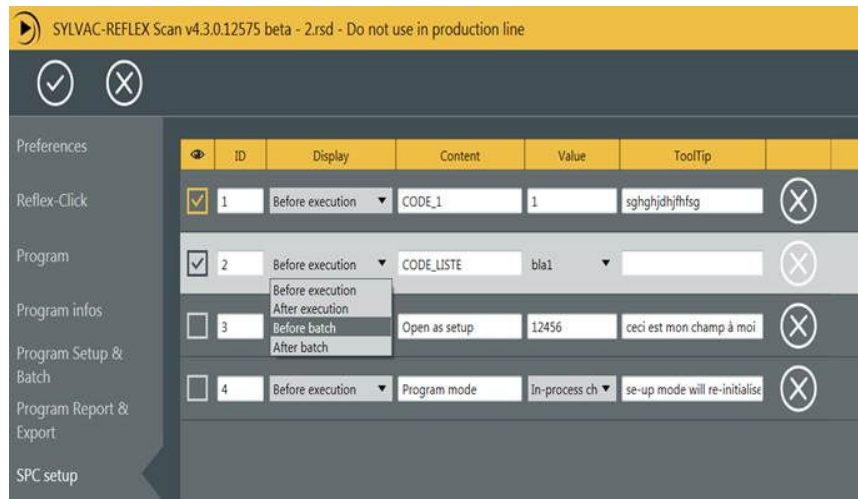 SYLVAC-REFLEX Scan v4.3.0.12575 beta - 2.rsd - Do not use in production line
Preferences
Reflex-Click
Program
Program infos
Program Setup &
Batch
Program Report &
Export
SPC setup
ID Display Content Value ToolTip
1 Before execution CODE_1 1 sghghjdhjfhfsg
2 Before execution CODE_LISTE bla1
Before execution
After execution
Before batch
After batch
3 Open as setup 12456 ceci est mon champ à moi
4 Before execution Program mode In-process ch se-up mode will re-initialise